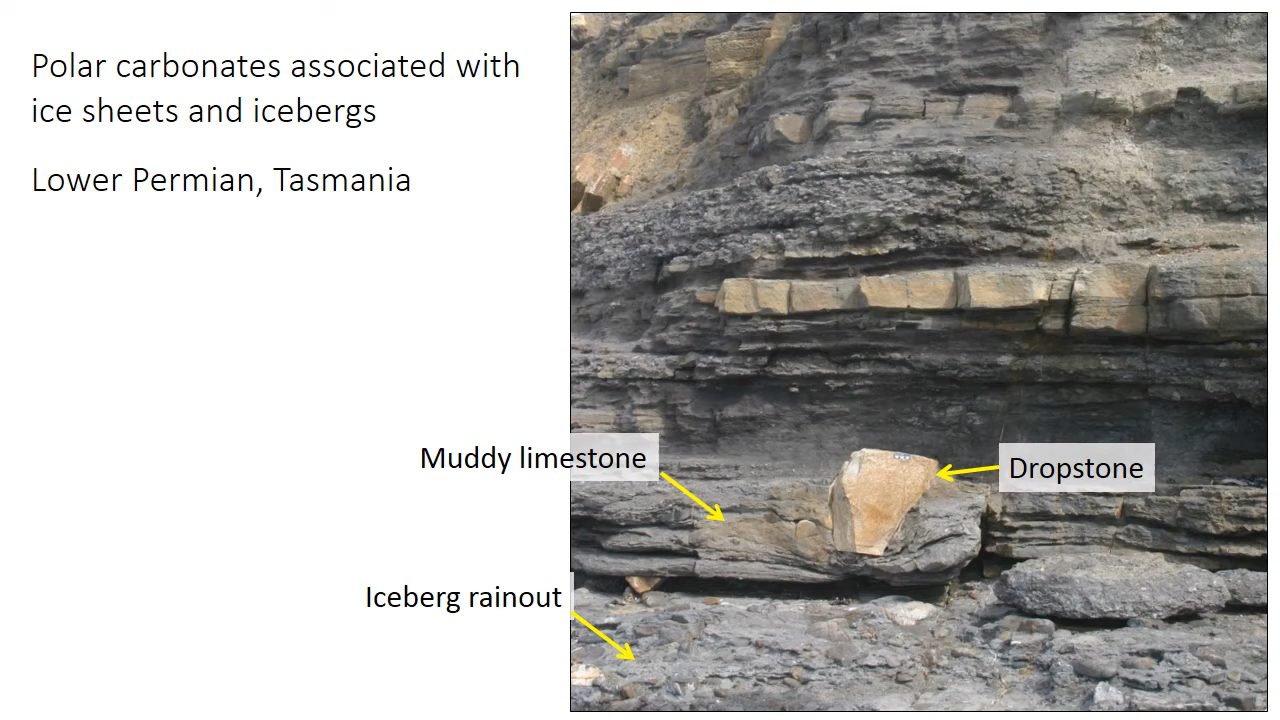 Polar carbonates associated with
ice sheets and icebergs
Lower Permian, Tasmania
Muddy limestone
Dropstone
Iceberg rainout